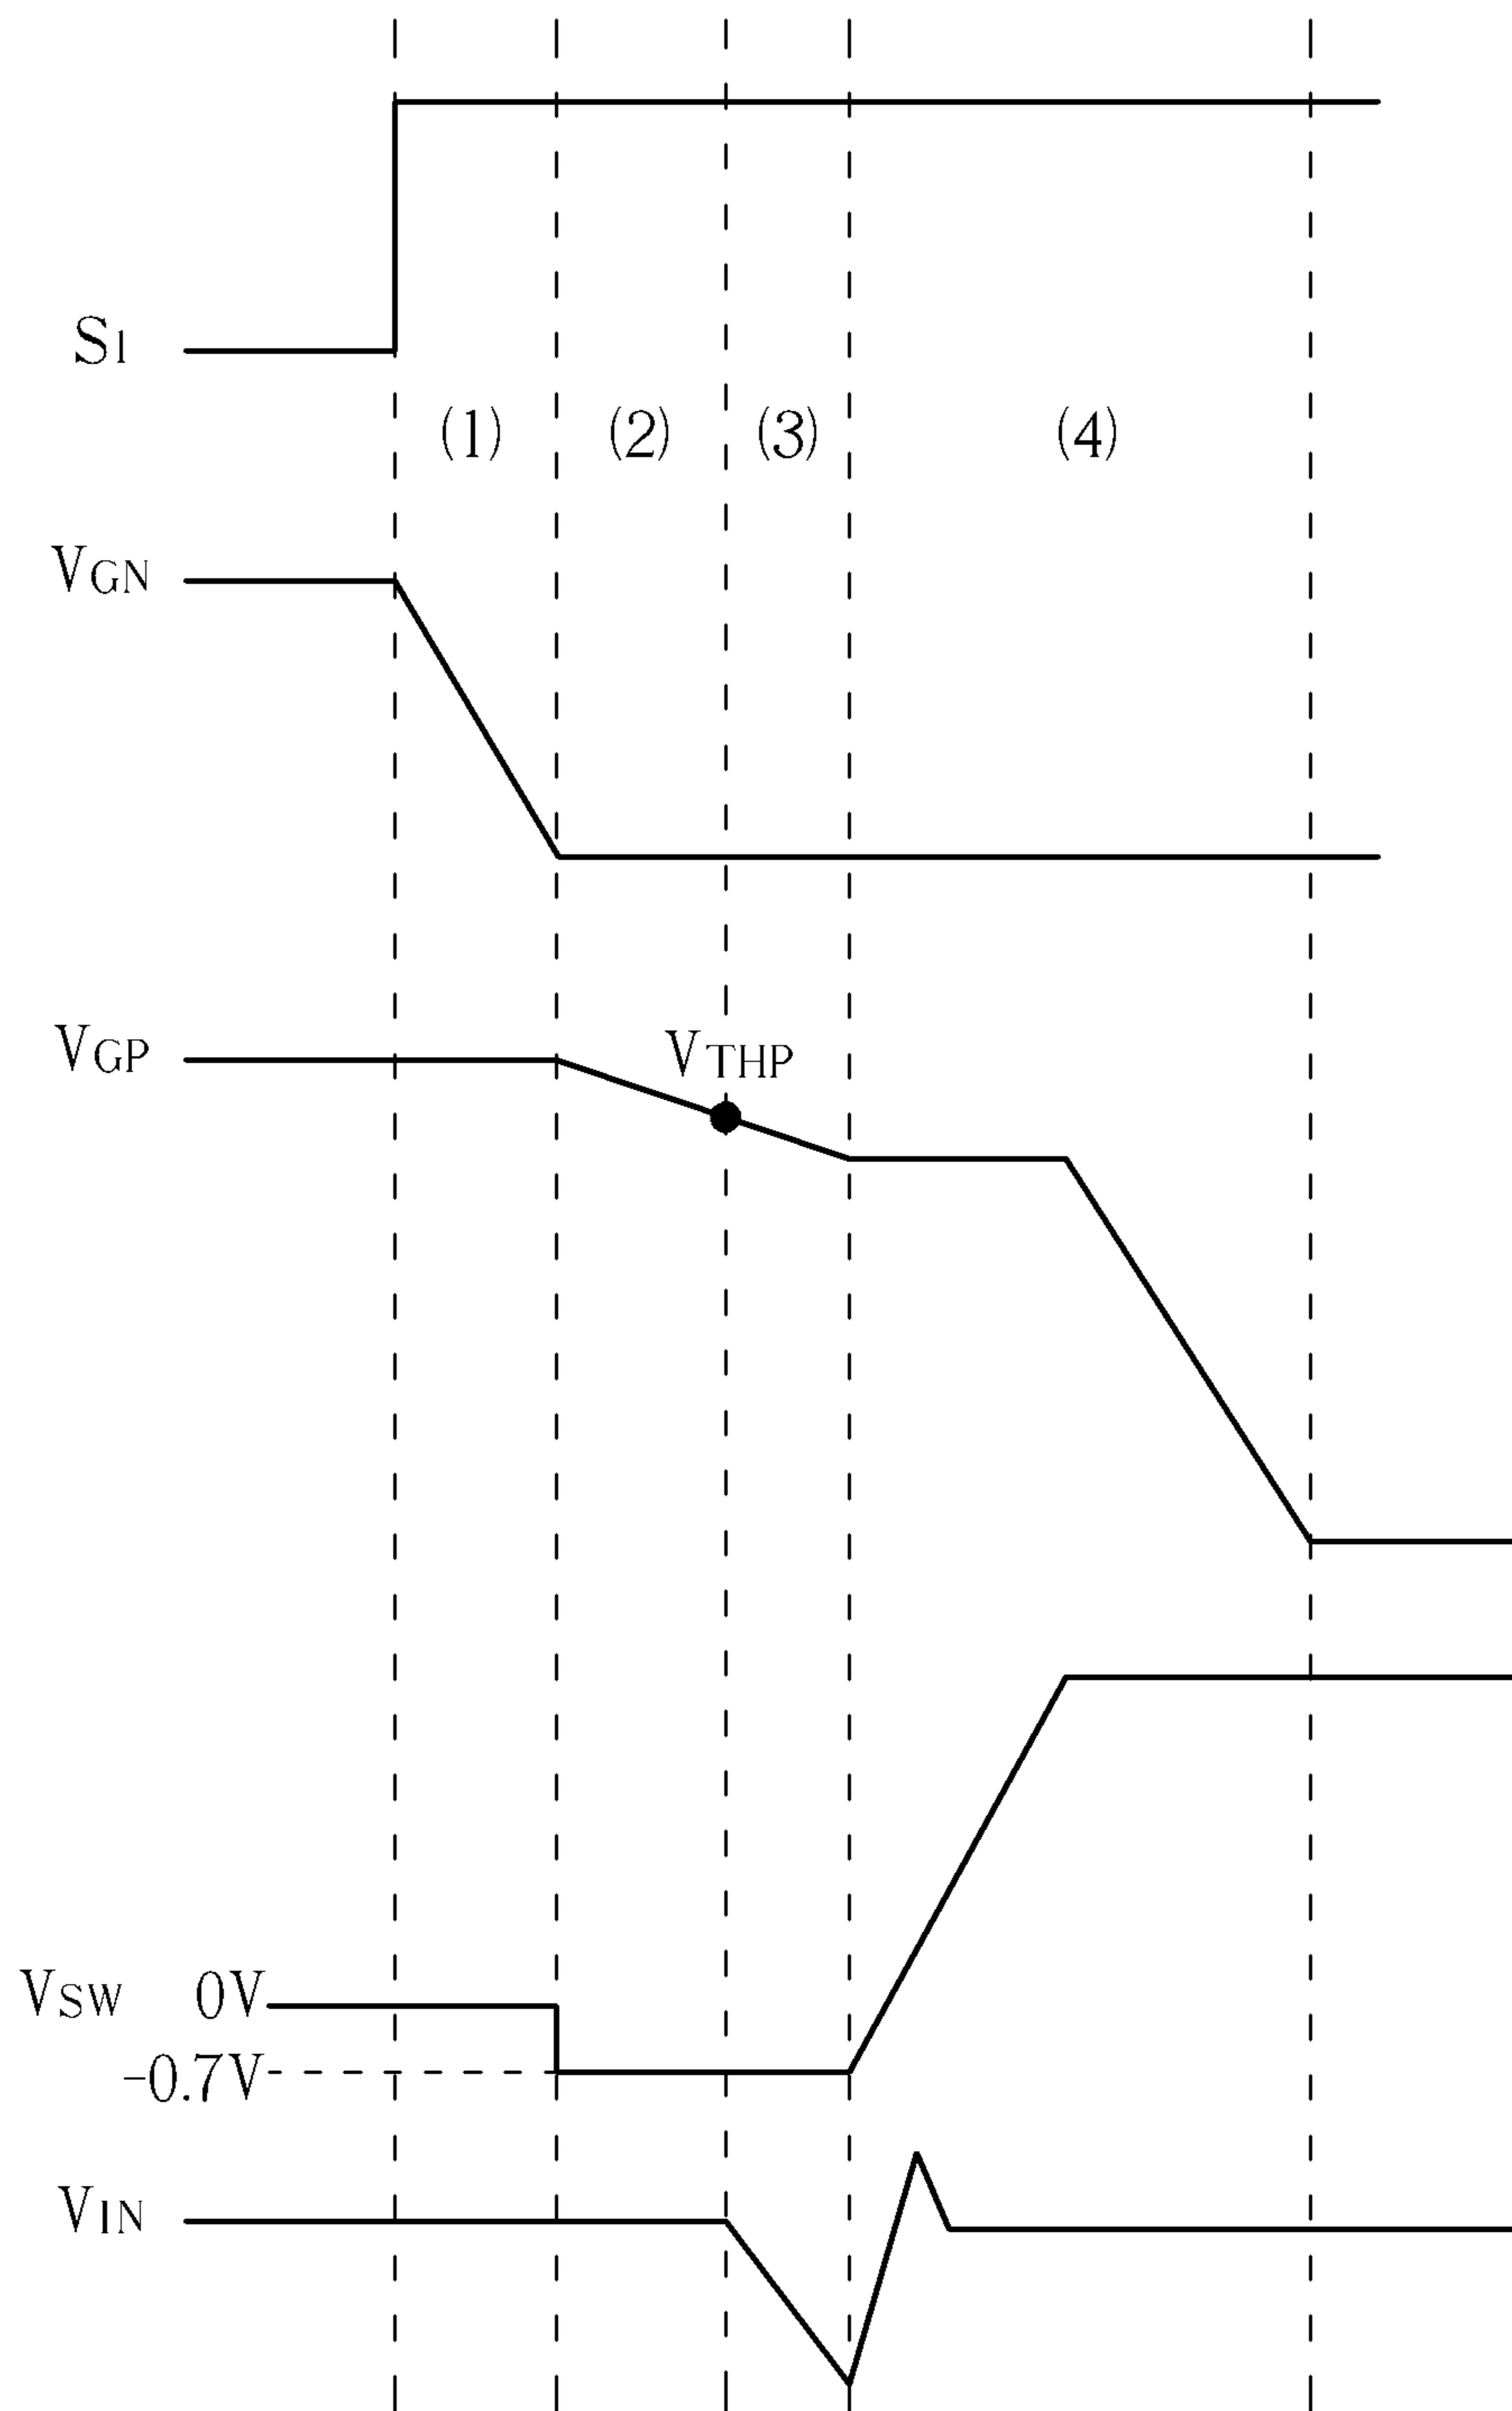 S1
(1) (2) (3) (4)
VGN
VGP
VTHP
VSW 0V
-0.7V
VIN